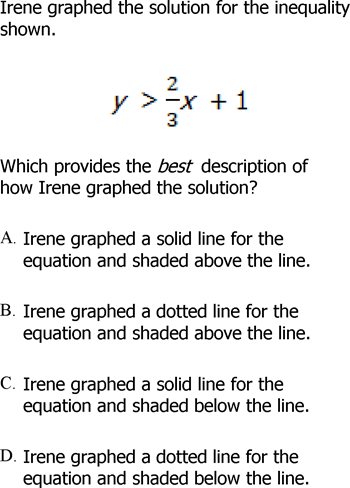 Irene graphed the solution for the inequality
shown.
y > 2/3 x + 1
Which provides the best description of
how Irene graphed the solution?
A. Irene graphed a solid line for the
equation and shaded above the line.
B. Irene graphed a dotted line for the
equation and shaded above the line.
C. Irene graphed a solid line for the
equation and shaded below the line.
D. Irene graphed a dotted line for the
equation and shaded below the line.